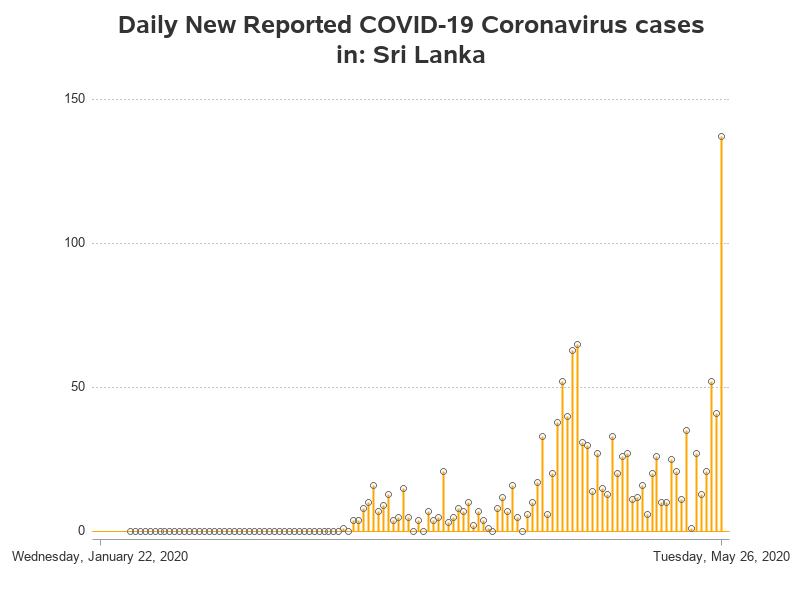 Daily New Reported COVID-19 Coronavirus cases
in: Sri Lanka
150
100
50
0
Wednesday, January 22, 2020
Tuesday, May 26, 2020